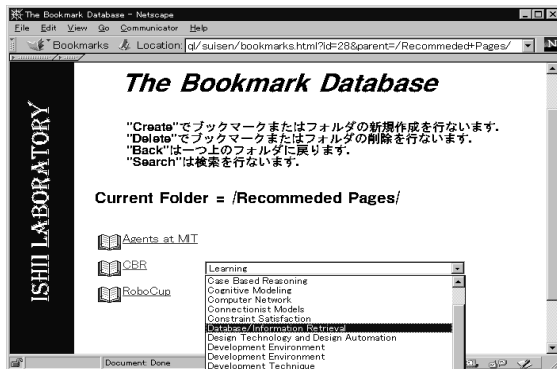 The Bookmark Database - Netscape
File Edit View Go Communicator Help
Bookmarks Location: ql/suisen/bookmarks.html?id=28&parent=/Recommeded+Pages/
N
ISHII LABORATORY
The Bookmark Database
"Create"でブックマークまたはフォルダの新規作成を行ないます.
"Delete"でブックマークまたはフォルダの削除を行ないます.
"Back"は一つ上のフォルダに戻ります.
"Search"は検索を行ないます.
Current Folder = /Recommeded Pages/
Agents at MIT
CBR
RoboCup
Learning
Case Based Reasoning
Cognitive Modeling
Computer Network
Connectionist Models
Constraint Satisfaction
Database/Information Retrieval
Design Technology and Design Automation
Development Environment
Development Environment
Development Technique
Document: Done